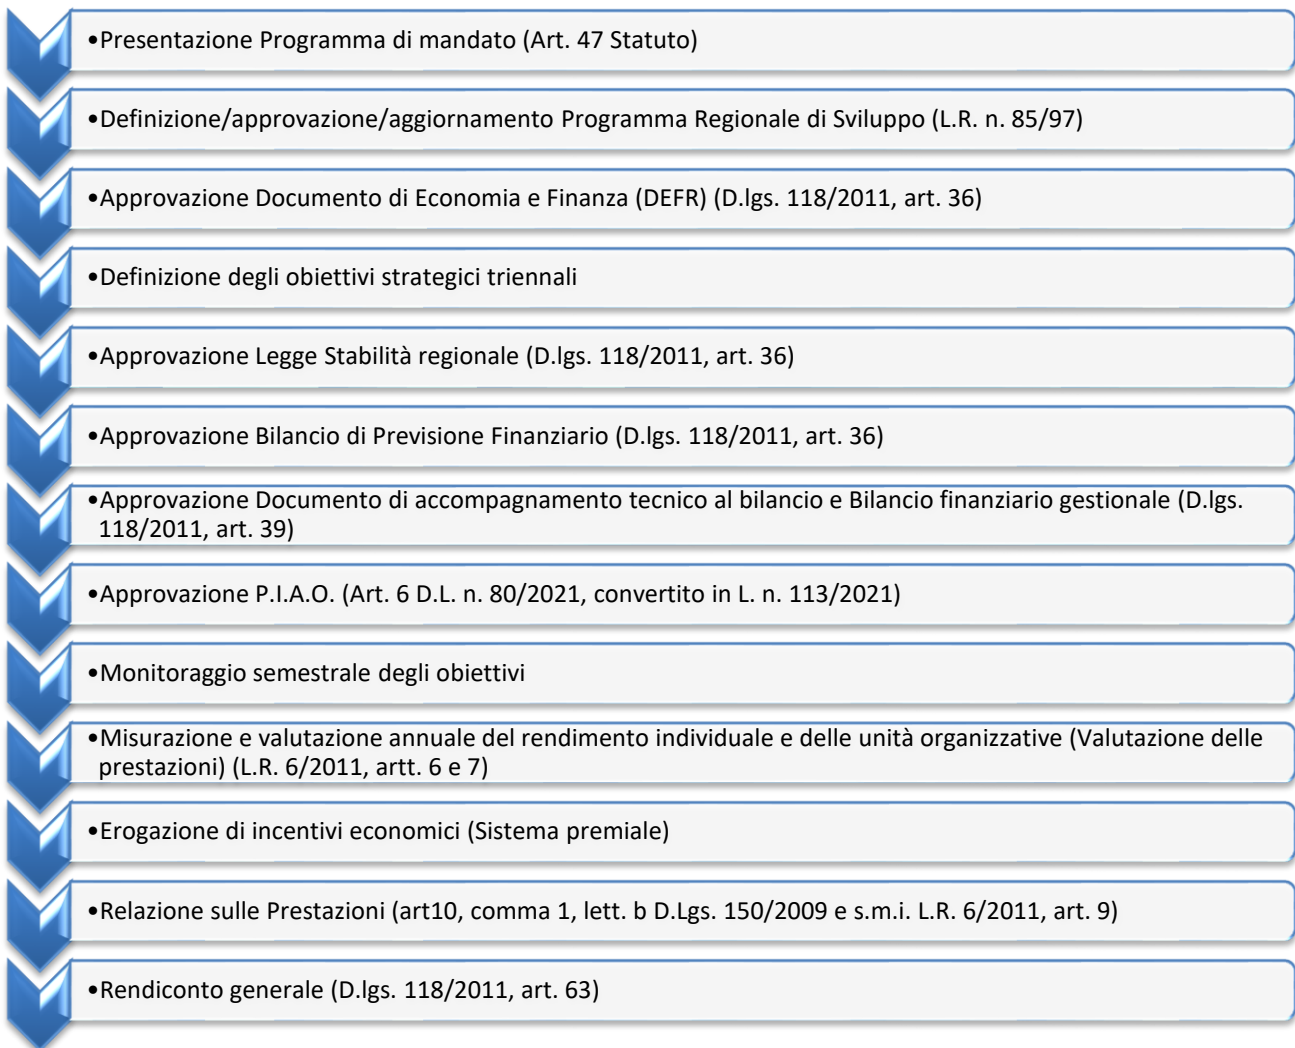 •Presentazione Programma di mandato (Art. 47 Statuto)
•Definizione/approvazione/aggiornamento Programma Regionale di Sviluppo (L.R. n. 85/97)
•Approvazione Documento di Economia e Finanza (DEFR) (D.lgs. 118/2011, art. 36)
•Definizione degli obiettivi strategici triennali
•Approvazione Legge Stabilità regionale (D.lgs. 118/2011, art. 36)
•Approvazione Bilancio di Previsione Finanziario (D.lgs. 118/2011, art. 36)
•Approvazione Documento di accompagnamento tecnico al bilancio e Bilancio finanziario gestionale (D.lgs.
118/2011, art. 39)
•Approvazione P.I.A.O. (Art. 6 D.L. n. 80/2021, convertito in L. n. 113/2021)
•Monitoraggio semestrale degli obiettivi
•Misurazione e valutazione annuale del rendimento individuale e delle unità organizzative (Valutazione delle
prestazioni) (L.R. 6/2011, artt. 6 e 7)
•Erogazione di incentivi economici (Sistema premiale)
•Relazione sulle Prestazioni (art10, comma 1, lett. b D.Lgs. 150/2009 e s.m.i. L.R. 6/2011, art. 9)
•Rendiconto generale (D.lgs. 118/2011, art. 63)